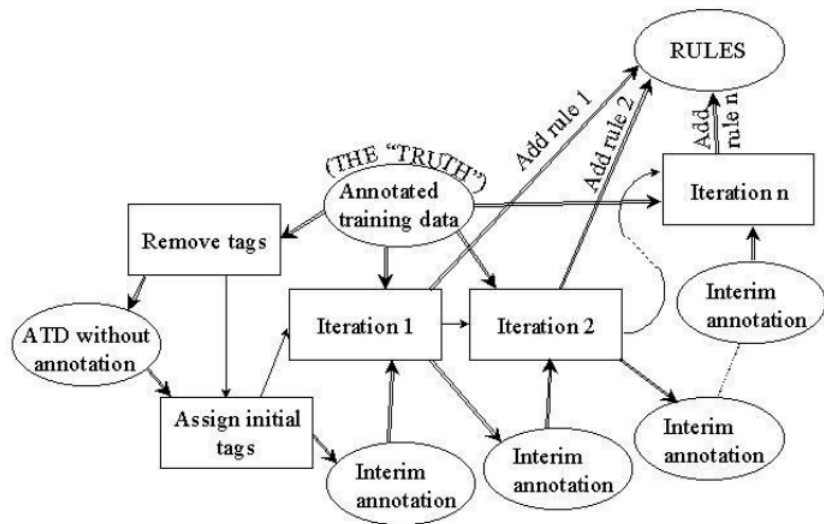 RULES
Add rule 1
Add rule 2
Add
rule n
(THE "TRUTH")
Annotated
training data
Iteration n
Remove tags
Interim
annotation
Iteration 1
Iteration 2
ATD without
annotation
Assign initial
tags
Interim
annotation
Interim
annotation
Interim
annotation